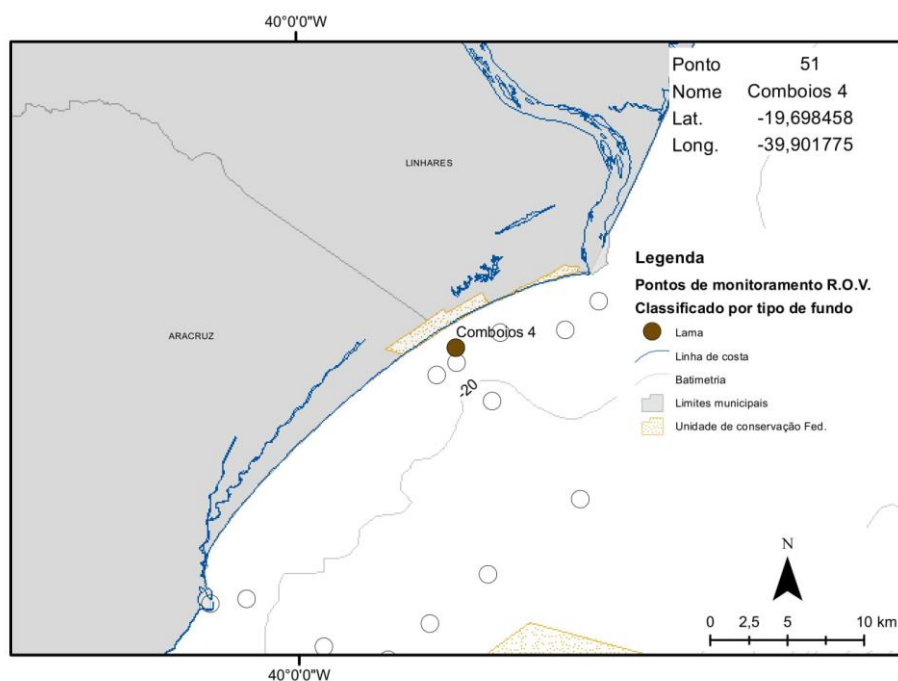 40°0'0"W
Ponto 51
Nome Comboios 4
Lat. -19,698458
Long. -39,901775
LINHARES
Legenda
Pontos de monitoramento R.O.V.
Classificado por tipo de fundo
Lama
Linha de costa
Batimetria
Limites municipais
Unidade de conservação Fed.
ARACRUZ
Comboios 4
-20
N
0 2,5 5 10 km
40°0'0"W